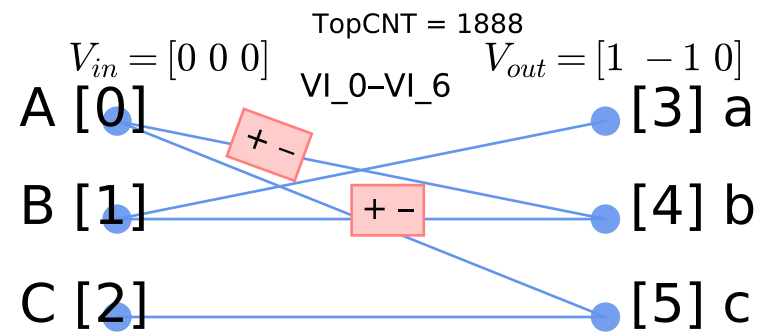 TopCNT = 1888
V_in = [0 0 0]
V_out = [1 −1 0]
VI_0–VI_6
A [0]
[3] a
+ −
B [1]
+ −
[4] b
C [2]
[5] c